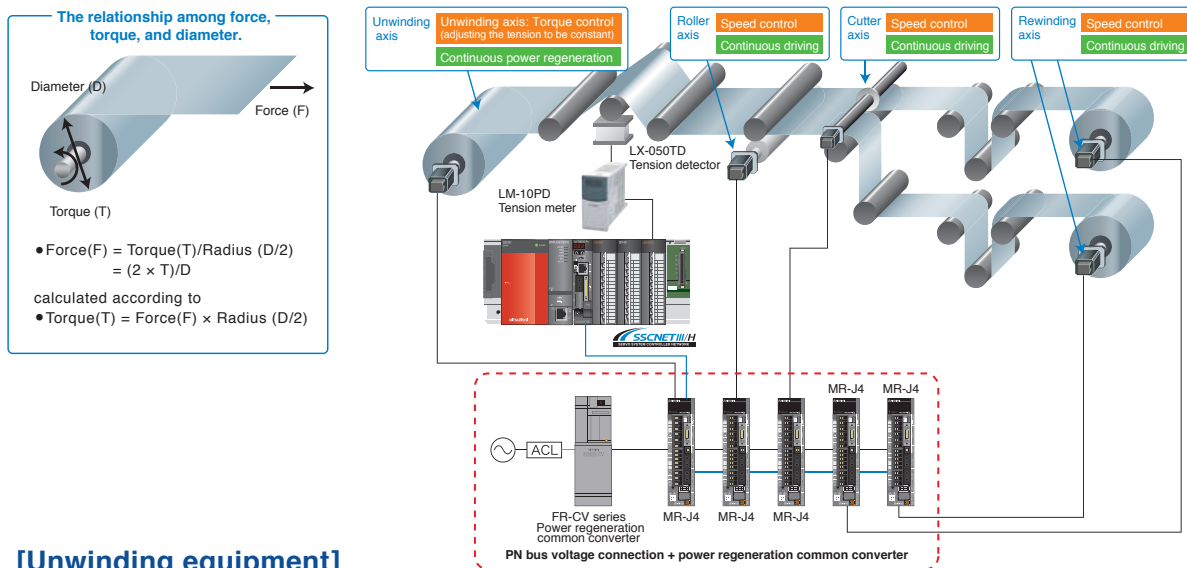 The relationship among force,
torque, and diameter.
Diameter (D)
Force (F)
Torque (T)
●Force(F) = Torque(T)/Radius (D/2)
= (2 × T)/D
calculated according to
●Torque(T) = Force(F) × Radius (D/2)
Unwinding
axis
Unwinding axis: Torque control
(adjusting the tension to be constant)
Continuous power regeneration
Roller
axis
Speed control
Continuous driving
Cutter
axis
Speed control
Continuous driving
Rewinding
axis
Speed control
Continuous driving
LX-050TD
Tension detector
LM-10PD
Tension meter
SSCNETIII/H
SERVO SYSTEM CONTROLLER NETWORK
MR-J4
MR-J4
ACL
FR-CV series
Power regeneration
common converter
MR-J4
MR-J4
MR-J4
PN bus voltage connection + power regeneration common converter
[Unwinding equipment]